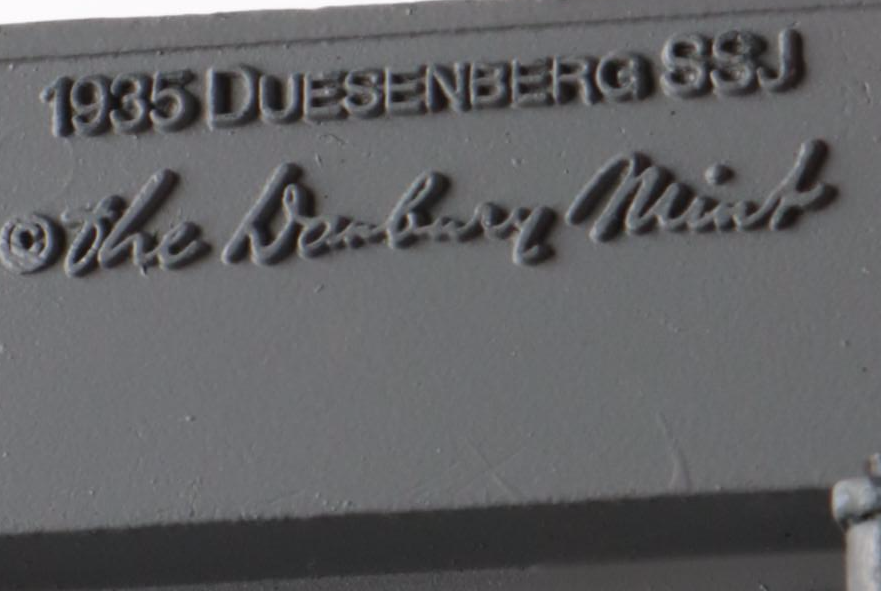 1935 DUESENBERG SSJ
© the Danbury Mint